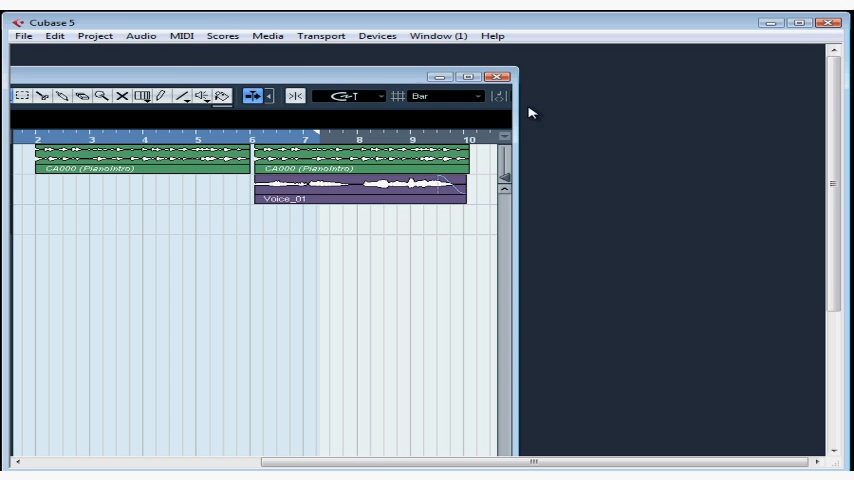 Cubase 5
File Edit Project Audio MIDI Scores Media Transport Devices Window (1) Help
Bar
2 3 4 5 6 7 8 9 10
CA000 (PianoIntro) CA000 (PianoIntro)
Voice_01